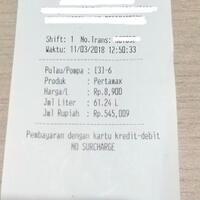 Shift: 1 No.Trans:
Waktu: 11/03/2018 12:50:33
Pulau/Pompa : (3)-6
Produk : Pertamax
Harga/L : Rp.8,900
Jml Liter : 61.24 L
Jml Rupiah : Rp.545,009
Pembayaran dengan kartu kredit-debit
NO SURCHARGE